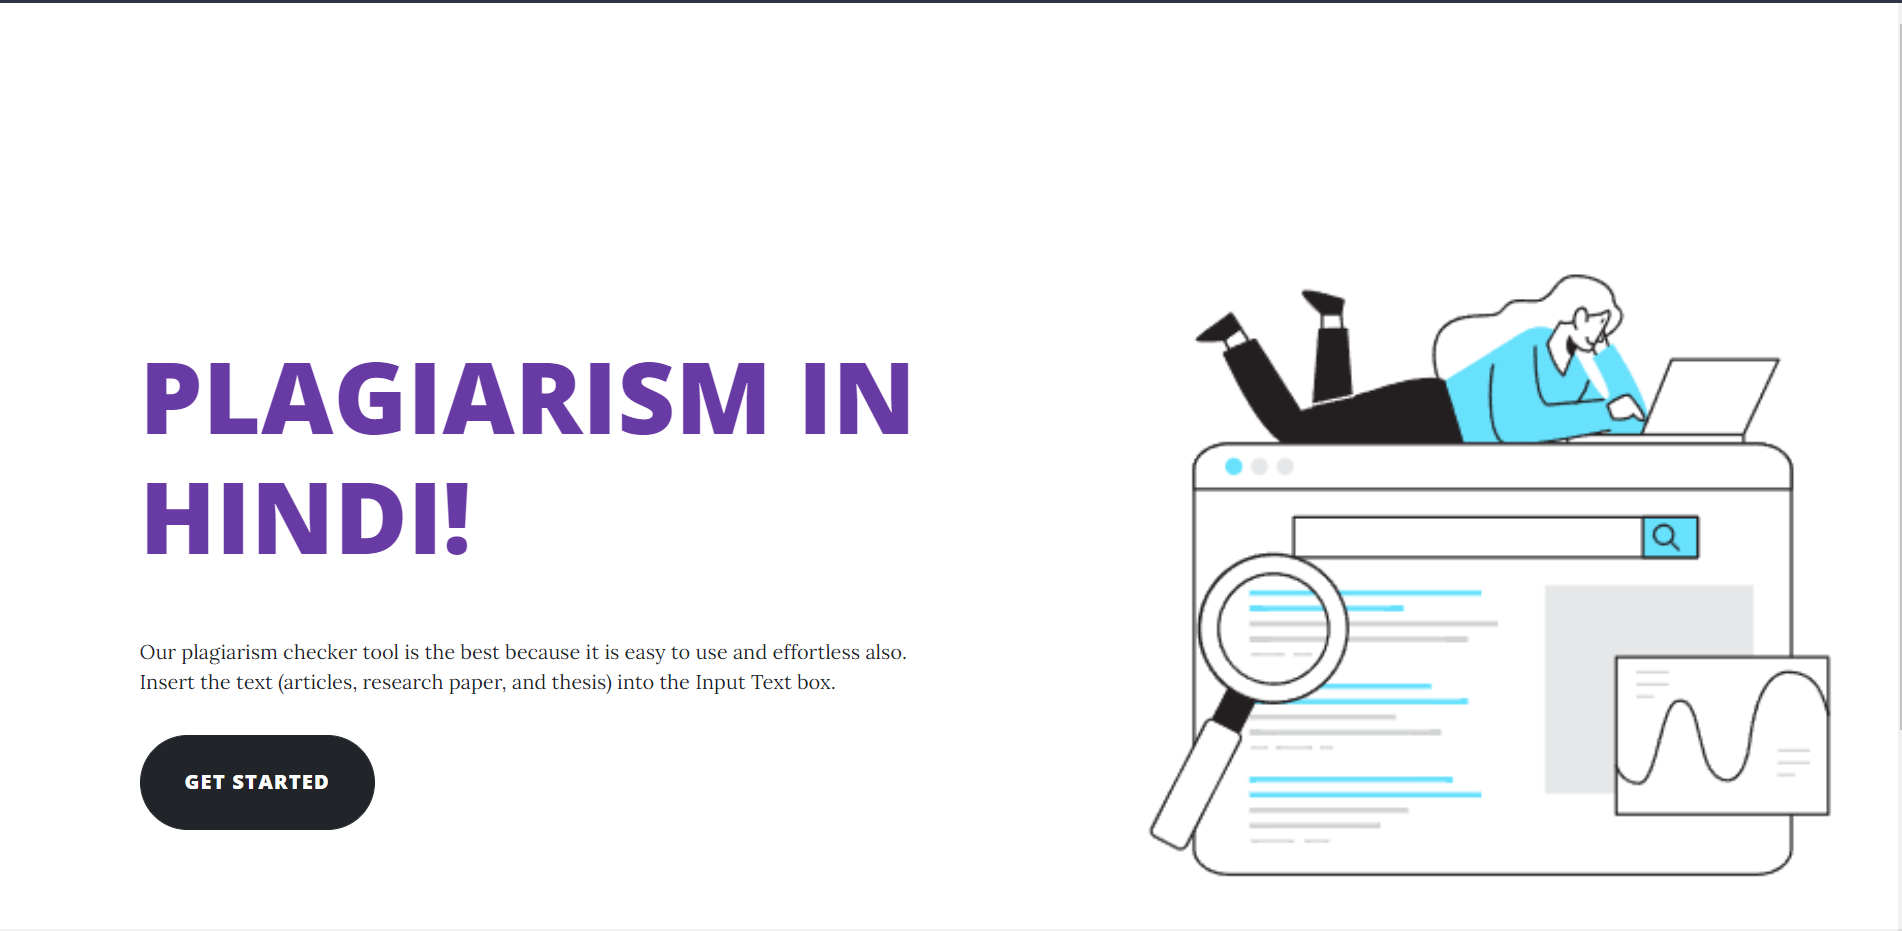 PLAGIARISM IN
HINDI!
Our plagiarism checker tool is the best because it is easy to use and effortless also.
Insert the text (articles, research paper, and thesis) into the Input Text box.
GET STARTED